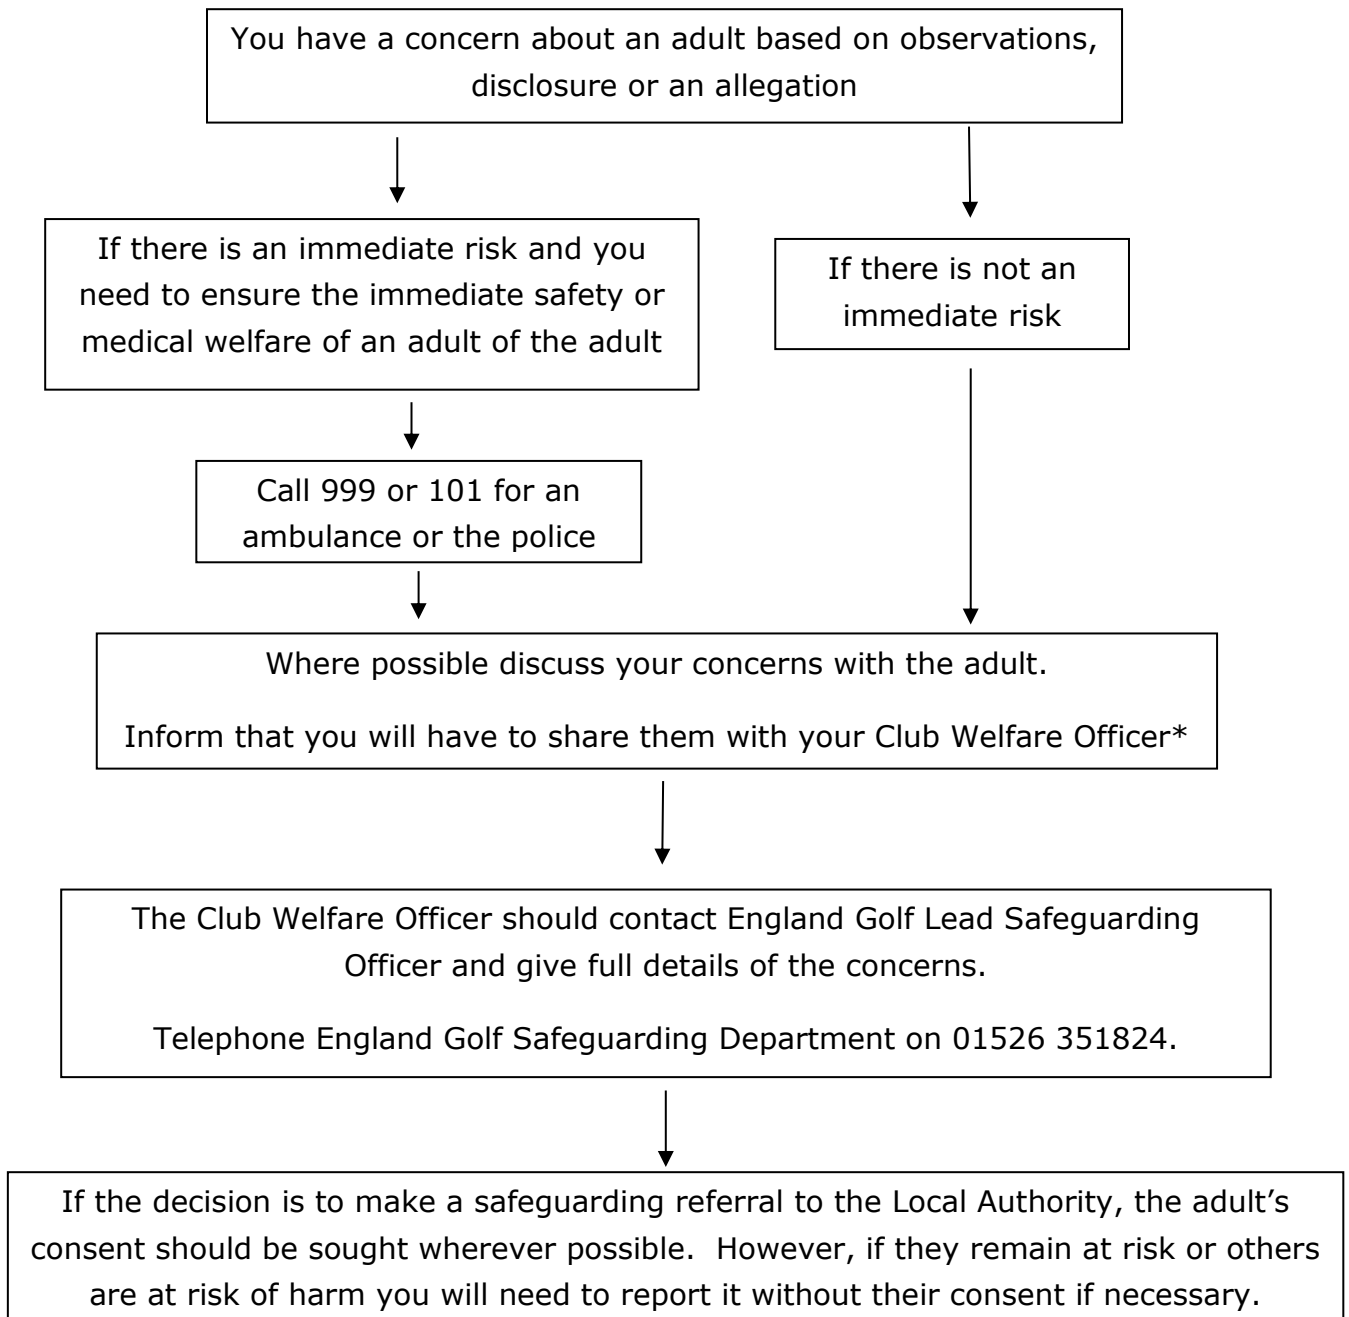 You have a concern about an adult based on observations,
disclosure or an allegation
If there is an immediate risk and you
need to ensure the immediate safety or
medical welfare of an adult of the adult
If there is not an
immediate risk
Call 999 or 101 for an
ambulance or the police
Where possible discuss your concerns with the adult.
Inform that you will have to share them with your Club Welfare Officer*
The Club Welfare Officer should contact England Golf Lead Safeguarding
Officer and give full details of the concerns.
Telephone England Golf Safeguarding Department on 01526 351824.
If the decision is to make a safeguarding referral to the Local Authority, the adult’s
consent should be sought wherever possible.  However, if they remain at risk or others
are at risk of harm you will need to report it without their consent if necessary.